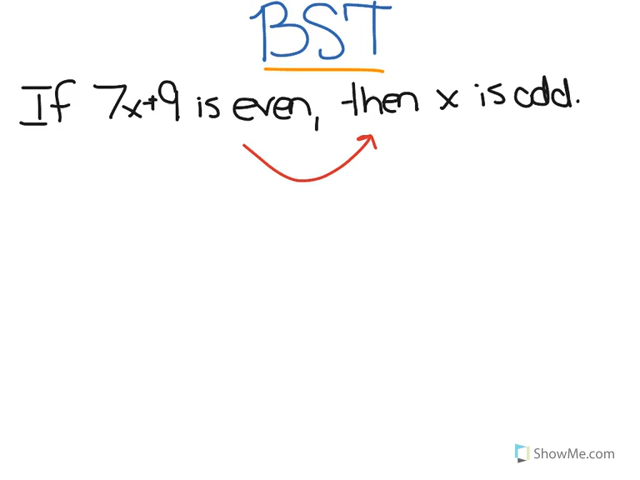 BST
If 7x+9 is even, then x is odd.
ShowMe.com